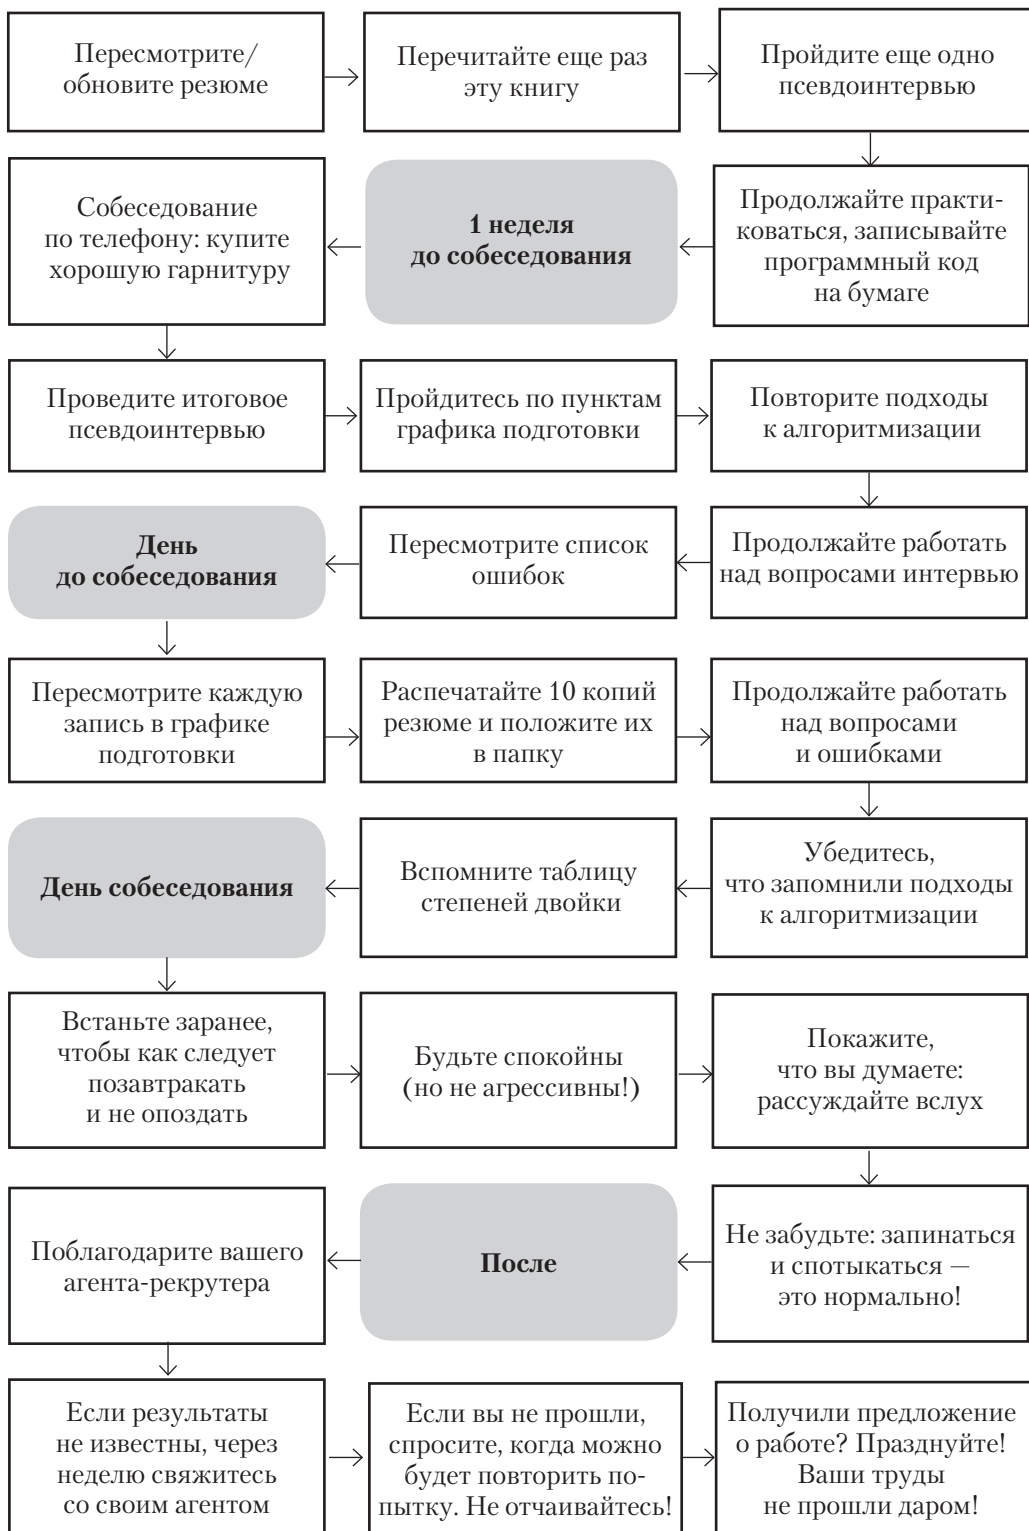 Пересмотрите/
обновите резюме
Перечитайте еще раз
эту книгу
Пройдите еще одно
псевдоинтервью
Продолжайте практи-
коваться, записывайте
программный код
на бумаге
1 неделя
до собеседования
Собеседование
по телефону: купите
хорошую гарнитуру
Проведите итоговое
псевдоинтервью
Пройдитесь по пунктам
графика подготовки
Повторите подходы
к алгоритмизации
Продолжайте работать
над вопросами интервью
Пересмотрите список
ошибок
День
до собеседования
Пересмотрите каждую
запись в графике
подготовки
Распечатайте 10 копий
резюме и положите их
в папку
Продолжайте работать
над вопросами
и ошибками
Убедитесь,
что запомнили подходы
к алгоритмизации
Вспомните таблицу
степеней двойки
День собеседования
Встаньте заранее,
чтобы как следует
позавтракать
и не опоздать
Будьте спокойны
(но не агрессивны!)
Покажите,
что вы думаете:
рассуждайте вслух
Не забудьте: запинаться
и спотыкаться —
это нормально!
После
Поблагодарите вашего
агента-рекрутера
Если результаты
не известны, через
неделю свяжитесь
со своим агентом
Если вы не прошли,
спросите, когда можно
будет повторить по-
пытку. Не отчаивайтесь!
Получили предложение
о работе? Празднуйте!
Ваши труды
не прошли даром!